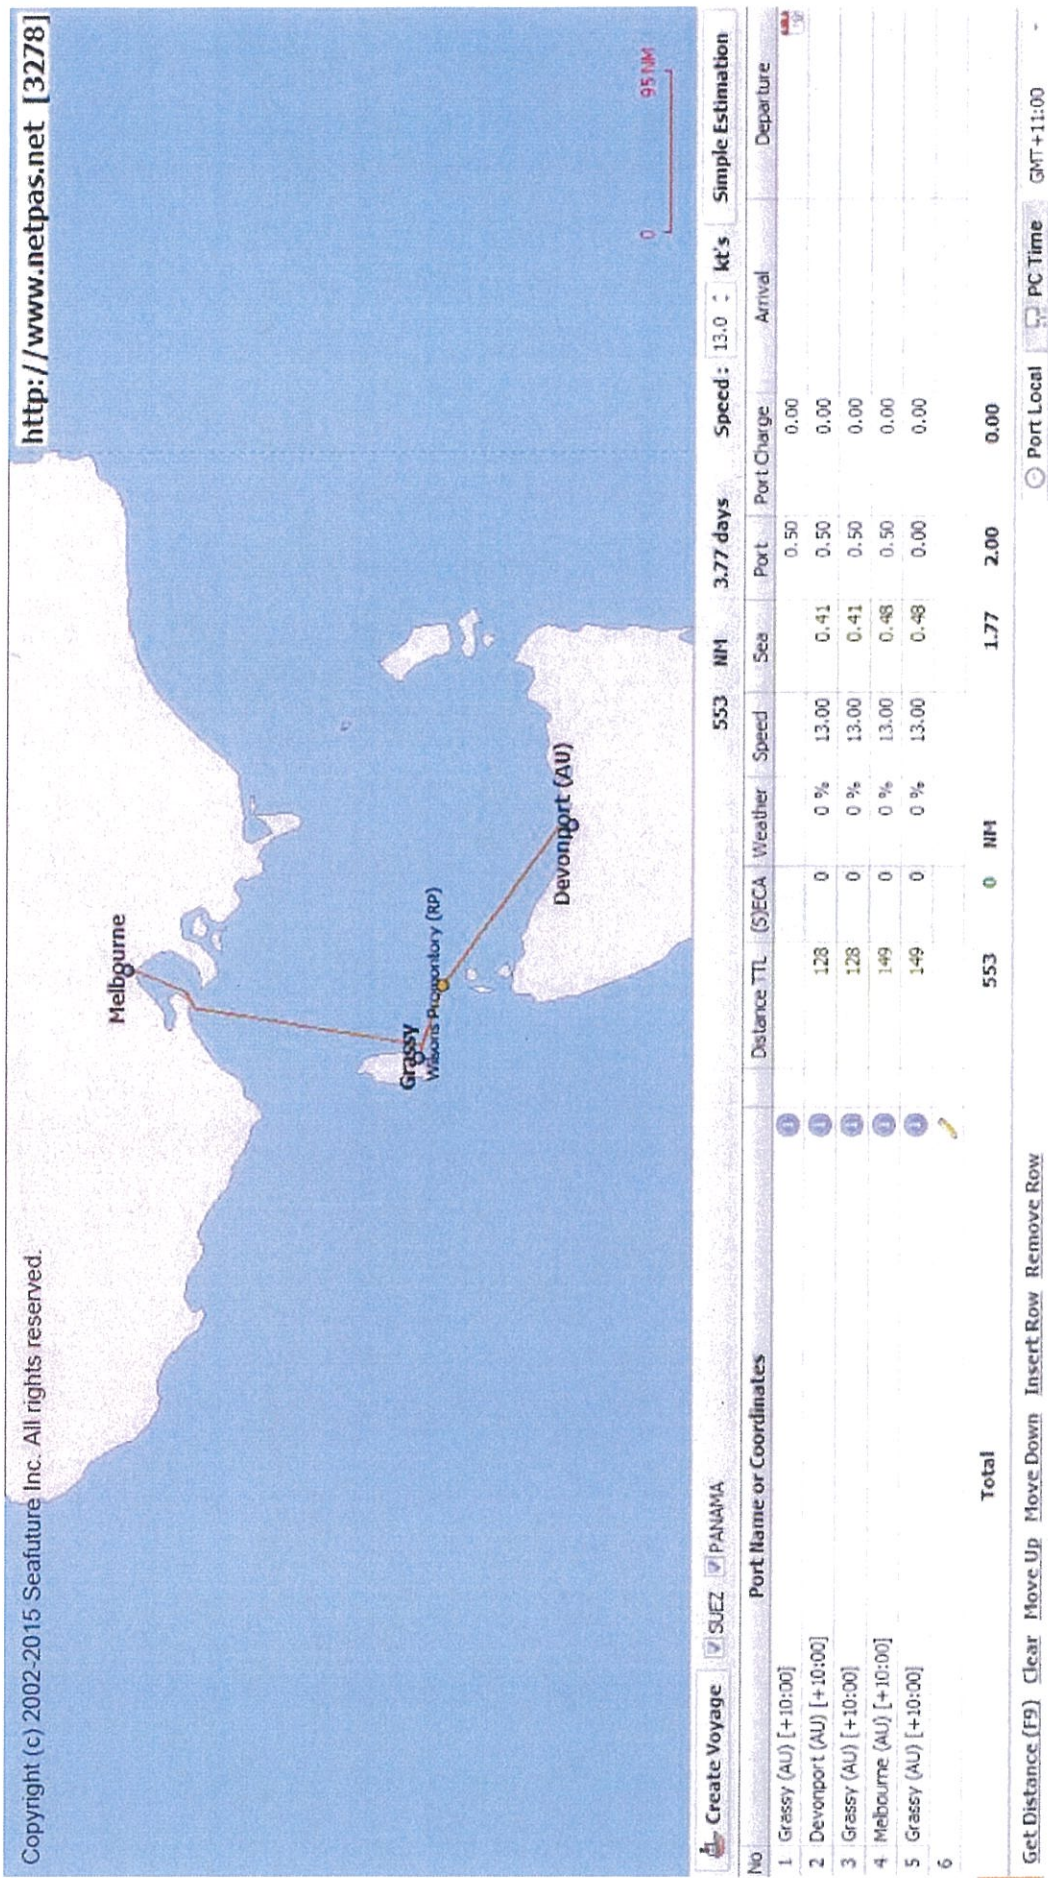 Copyright (c) 2002-2015 Seafuture Inc. All rights reserved.
http://www.netpas.net [3278]
Melbourne
Grassy
Wilsons Promontory (RP)
Devonport (AU)
0 95 NM
Create Voyage SUEZ PANAMA 553 NM 3.77 days Speed : 13.0 kt's Simple Estimation
No Port Name or Coordinates Distance TTL (S)ECA Weather Speed Sea Port Port Charge Arrival Departure
1 Grassy (AU) [+10:00] 0.50 0.00
2 Devonport (AU) [+10:00] 128 0 0 % 13.00 0.41 0.50 0.00
3 Grassy (AU) [+10:00] 128 0 0 % 13.00 0.41 0.50 0.00
4 Melbourne (AU) [+10:00] 149 0 0 % 13.00 0.48 0.50 0.00
5 Grassy (AU) [+10:00] 149 0 0 % 13.00 0.48 0.00 0.00
6
Total 553 0 NM 1.77 2.00 0.00
Get Distance (F9) Clear Move Up Move Down Insert Row Remove Row Port Local PC Time GMT+11:00